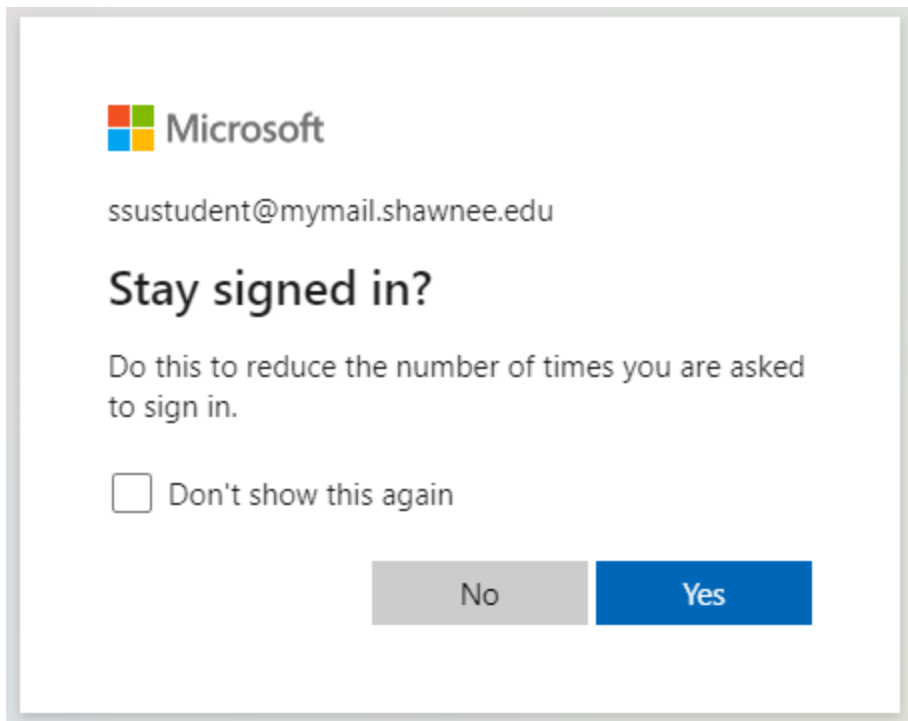 Microsoft
ssustudent@mymail.shawnee.edu
Stay signed in?
Do this to reduce the number of times you are asked
to sign in.
Don't show this again
No
Yes